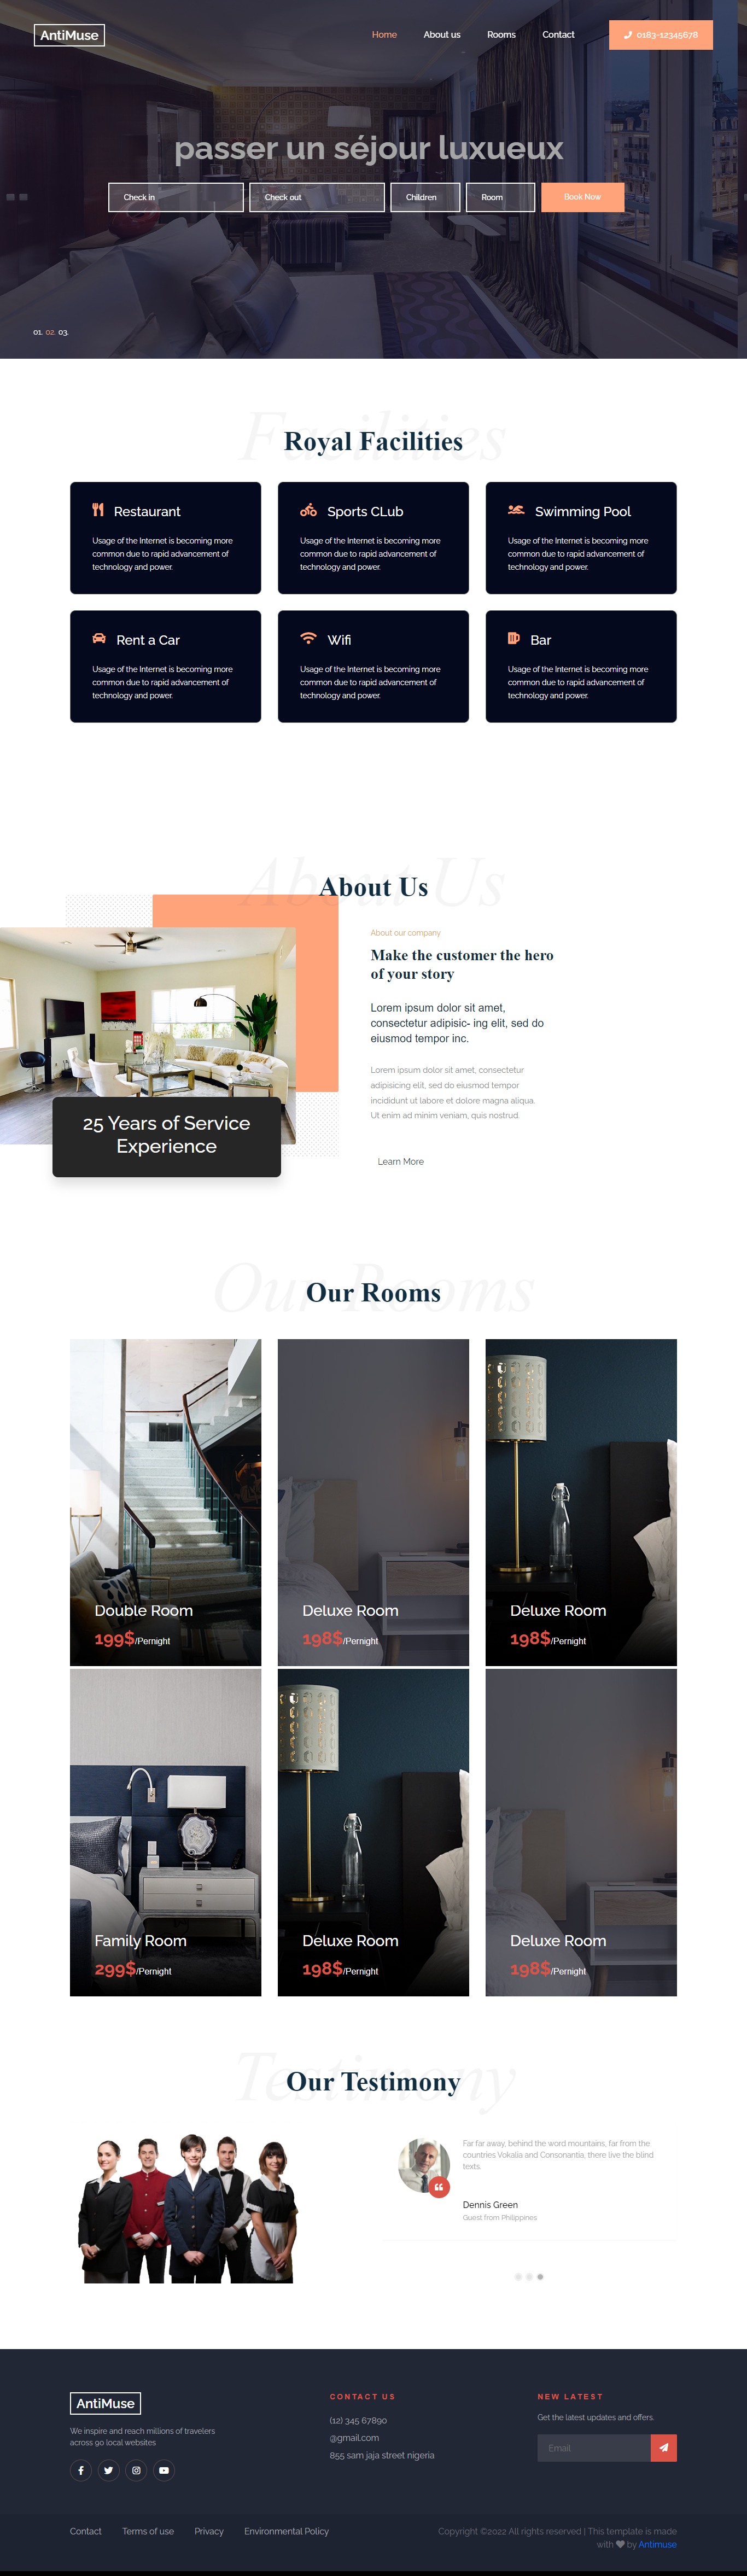 AntiMuse
Home About us Rooms Contact 0183-12345678
passer un séjour luxueux
Check in Check out Children Room Book Now
01. 02. 03.
Facilities
Royal Facilities
Restaurant
Usage of the Internet is becoming more
common due to rapid advancement of
technology and power.
Sports CLub
Usage of the Internet is becoming more
common due to rapid advancement of
technology and power.
Swimming Pool
Usage of the Internet is becoming more
common due to rapid advancement of
technology and power.
Rent a Car
Usage of the Internet is becoming more
common due to rapid advancement of
technology and power.
Wifi
Usage of the Internet is becoming more
common due to rapid advancement of
technology and power.
Bar
Usage of the Internet is becoming more
common due to rapid advancement of
technology and power.
About Us
About Us
25 Years of Service
Experience
About our company
Make the customer the hero
of your story
Lorem ipsum dolor sit amet,
consectetur adipisic- ing elit, sed do
eiusmod tempor inc.
Lorem ipsum dolor sit amet, consectetur
adipisicing elit, sed do eiusmod tempor
incididunt ut labore et dolore magna aliqua.
Ut enim ad minim veniam, quis nostrud.
Learn More
Our Rooms
Our Rooms
Double Room
199$/Pernight
Deluxe Room
198$/Pernight
Deluxe Room
198$/Pernight
Family Room
299$/Pernight
Deluxe Room
198$/Pernight
Deluxe Room
198$/Pernight
Testimony
Our Testimony
Far far away, behind the word mountains, far from the
countries Vokalia and Consonantia, there live the blind
texts.
Dennis Green
Guest from Philippines
AntiMuse
We inspire and reach millions of travelers
across 90 local websites
CONTACT US
(12) 345 67890
@gmail.com
855 sam jaja street nigeria
NEW LATEST
Get the latest updates and offers.
Email
Contact Terms of use Privacy Environmental Policy
Copyright ©2022 All rights reserved | This template is made
with ♥ by Antimuse